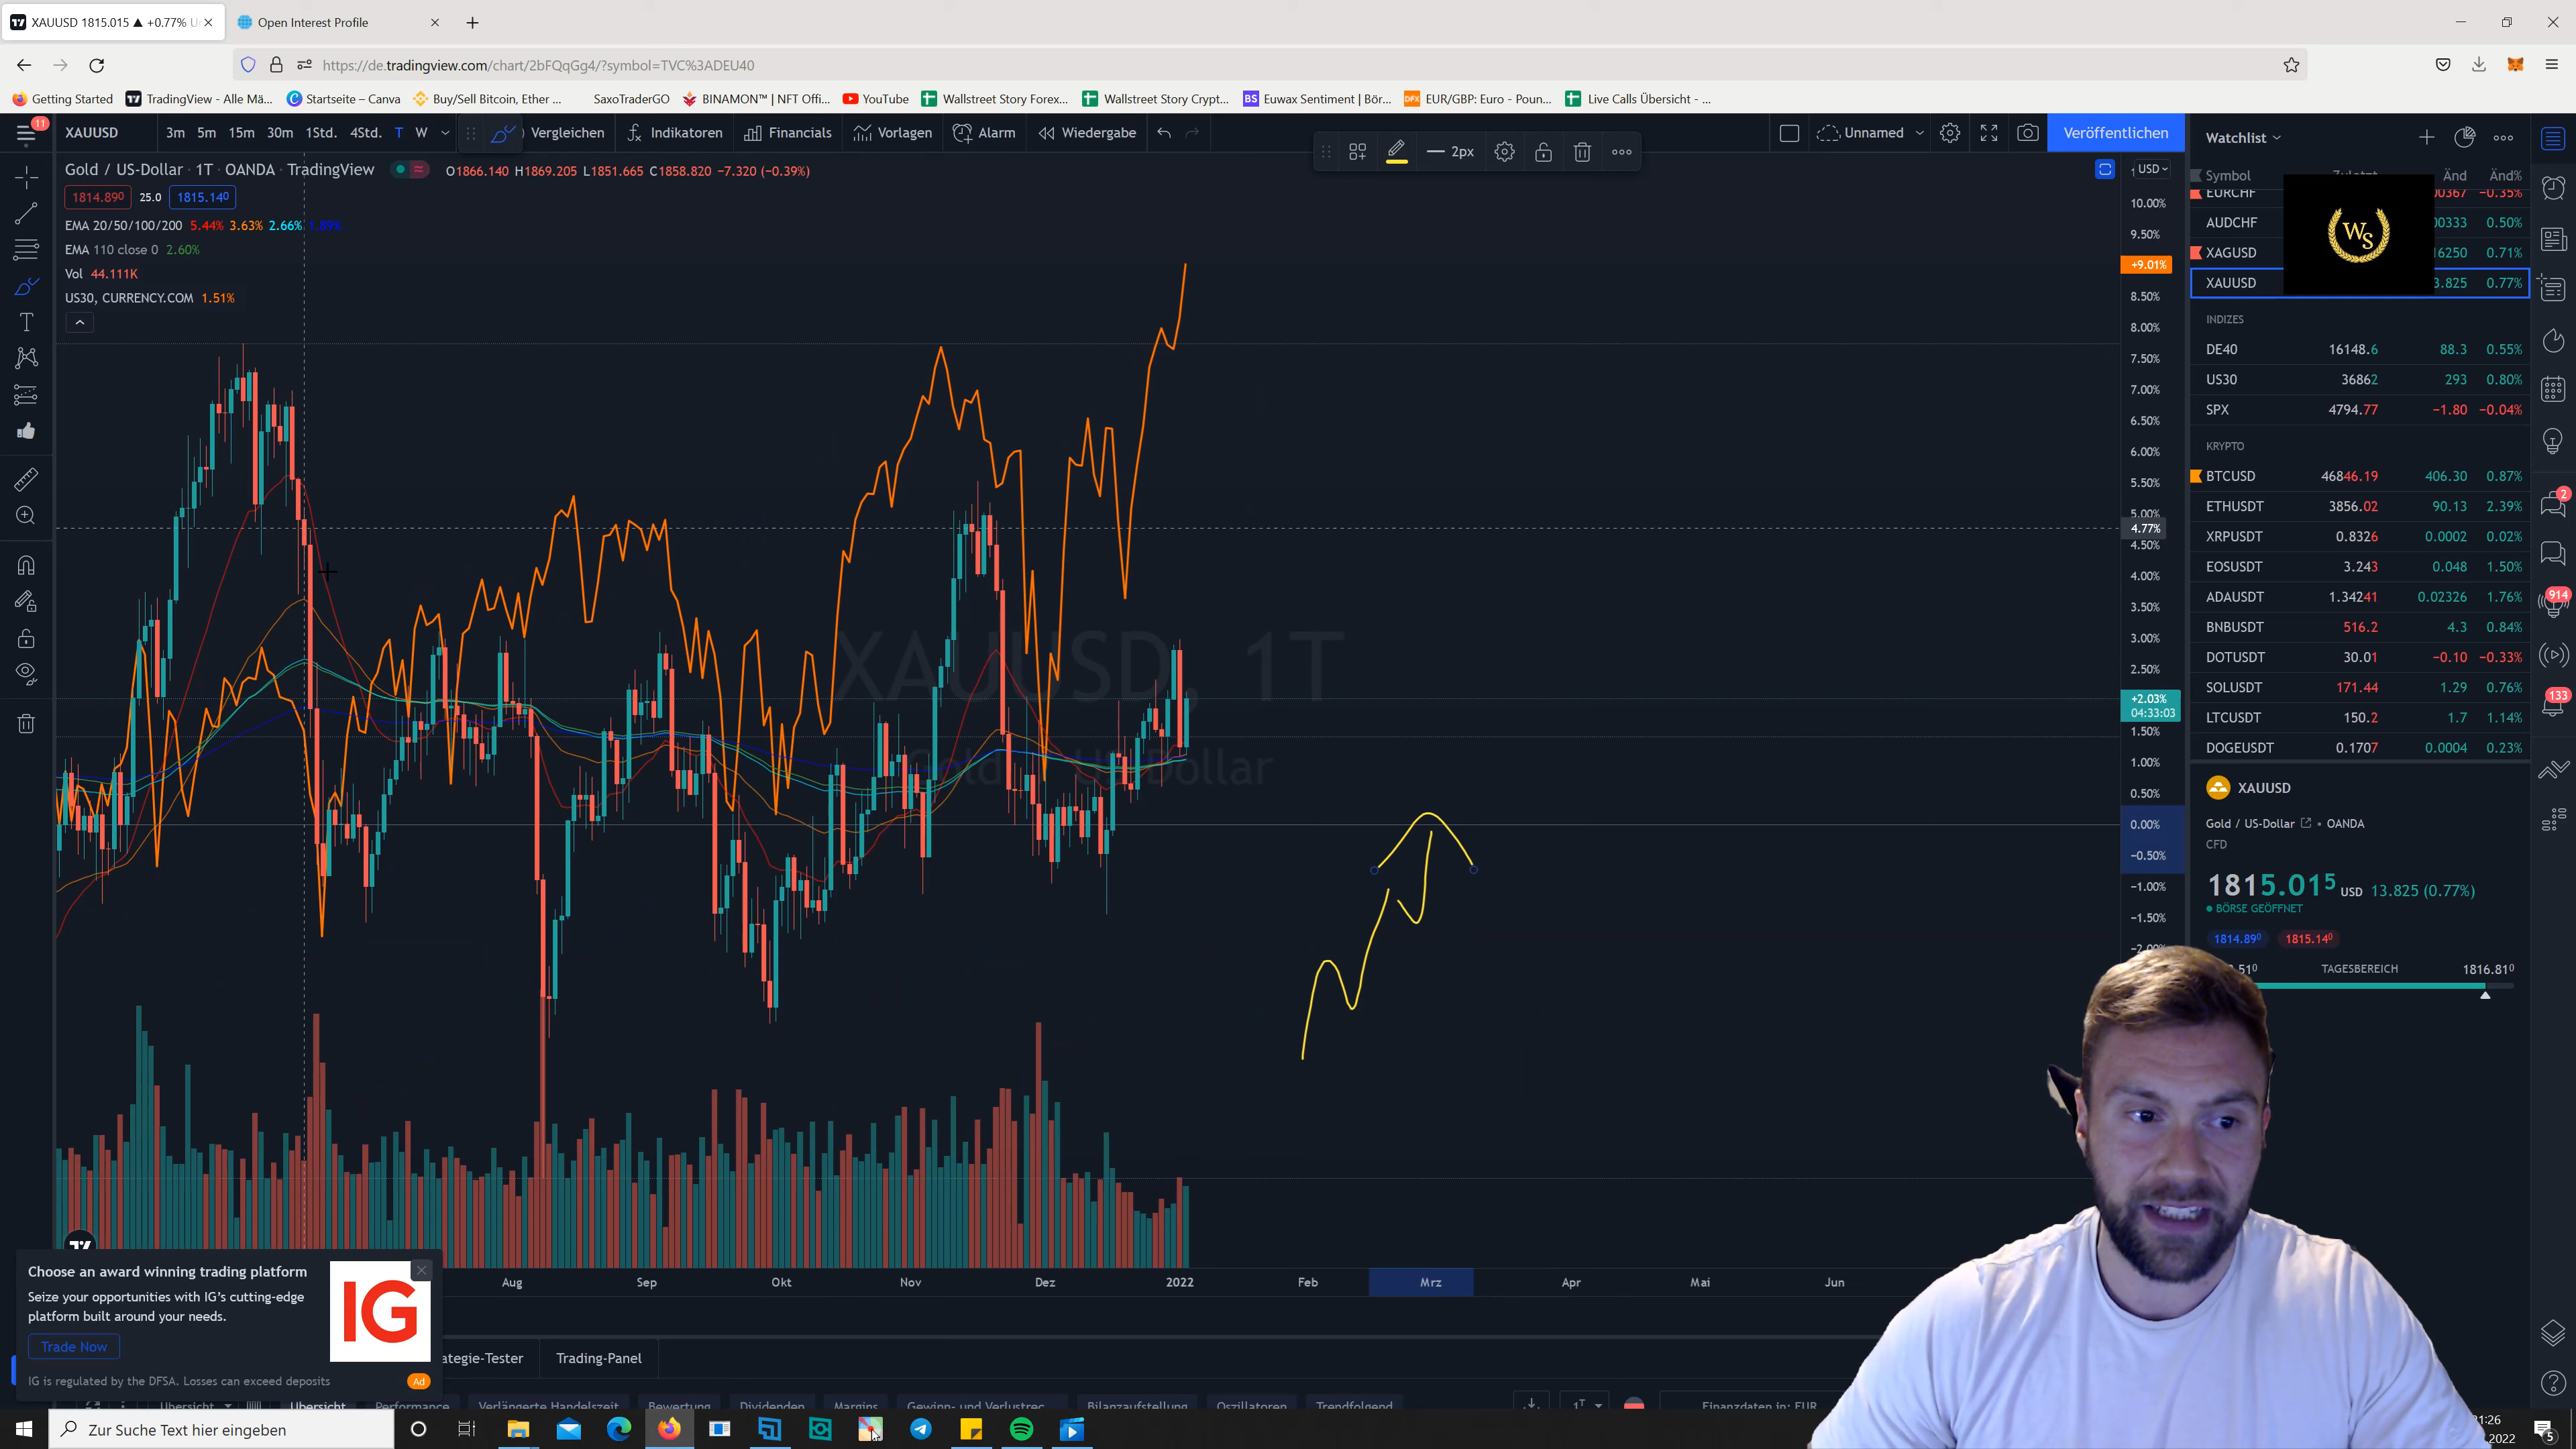 XAUUSD 1815.015 ▲ +0.77% U
Open Interest Profile
https://de.tradingview.com/chart/2bFQqGg4/?symbol=TVC%3ADEU40
Getting Started
TradingView - Alle Mä...
Startseite – Canva
Buy/Sell Bitcoin, Ether ...
SaxoTraderGO
BINAMON™ | NFT Offi...
YouTube
Wallstreet Story Forex...
Wallstreet Story Crypt...
BS Euwax Sentiment | Bör...
EUR/GBP: Euro - Poun...
Live Calls Übersicht - ...
11
XAUUSD
3m 5m 15m 30m 1Std. 4Std. T W
Vergleichen
Indikatoren
Financials
Vorlagen
Alarm
Wiedergabe
Unnamed
Veröffentlichen
Watchlist
2px
Gold / US-Dollar · 1T · OANDA · TradingView
O1866.140 H1869.205 L1851.665 C1858.820 −7.320 (−0.39%)
1814.890 25.0 1815.140
EMA 20/50/100/200 5.44% 3.63% 2.66% 1.89%
EMA 110 close 0 2.60%
Vol 44.111K
US30, CURRENCY.COM 1.51%
XAUUSD, 1T
USD
10.00%
9.50%
+9.01%
8.50%
8.00%
7.50%
7.00%
6.50%
6.00%
5.50%
5.00%
4.77%
4.50%
4.00%
3.50%
3.00%
2.50%
+2.03%
04:33:03
1.50%
1.00%
0.50%
0.00%
−0.50%
−1.00%
−1.50%
Symbol Änd Änd%
EURCHF 00367 −0.35%
AUDCHF 00333 0.50%
XAGUSD 16250 0.71%
XAUUSD 3.825 0.77%
WS
INDIZES
DE40 16148.6 88.3 0.55%
US30 36862 293 0.80%
SPX 4794.77 −1.80 −0.04%
KRYPTO
BTCUSD 46846.19 406.30 0.87%
ETHUSDT 3856.02 90.13 2.39%
XRPUSDT 0.8326 0.0002 0.02%
EOSUSDT 3.243 0.048 1.50%
ADAUSDT 1.34241 0.02326 1.76%
BNBUSDT 516.2 4.3 0.84%
DOTUSDT 30.01 −0.10 −0.33%
SOLUSDT 171.44 1.29 0.76%
LTCUSDT 150.2 1.7 1.14%
DOGEUSDT 0.1707 0.0004 0.23%
XAUUSD
Gold / US-Dollar • OANDA
CFD
1815.015 USD 13.825 (0.77%)
BÖRSE GEÖFFNET
1814.890 1815.140
510 TAGESBEREICH 1816.810
2
914
133
Aug Sep Okt Nov Dez 2022 Feb Mrz Apr Mai Jun
Choose an award winning trading platform
Seize your opportunities with IG's cutting-edge
platform built around your needs.
Trade Now
IG
IG is regulated by the DFSA. Losses can exceed deposits
Ad
ategie-Tester
Trading-Panel
Übersicht Übersicht Performance Verlängerte Handelszeit Bewertung Dividenden Margins Gewinn- und Verlustrec Bilanzaufstellung Oszillatoren Trendfolgend
1T
Finanzdaten in: EUR
Zur Suche Text hier eingeben
1:26
2022
5